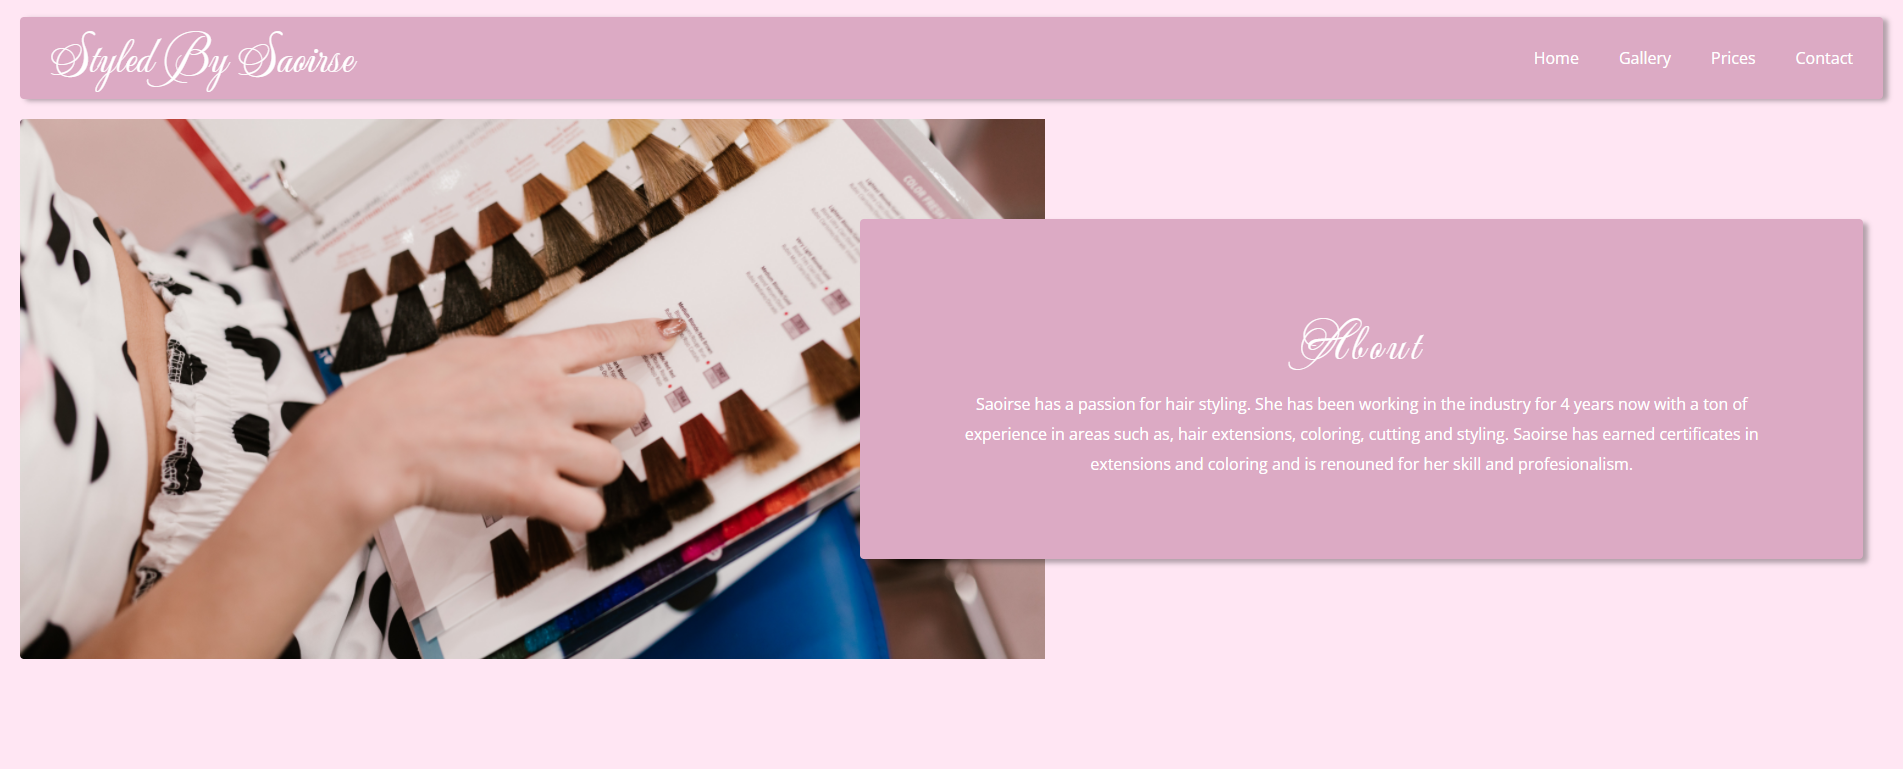 Styled By Saoirse
Home Gallery Prices Contact
COLOR FRESH
About
Saoirse has a passion for hair styling. She has been working in the industry for 4 years now with a ton of
experience in areas such as, hair extensions, coloring, cutting and styling. Saoirse has earned certificates in
extensions and coloring and is renouned for her skill and profesionalism.